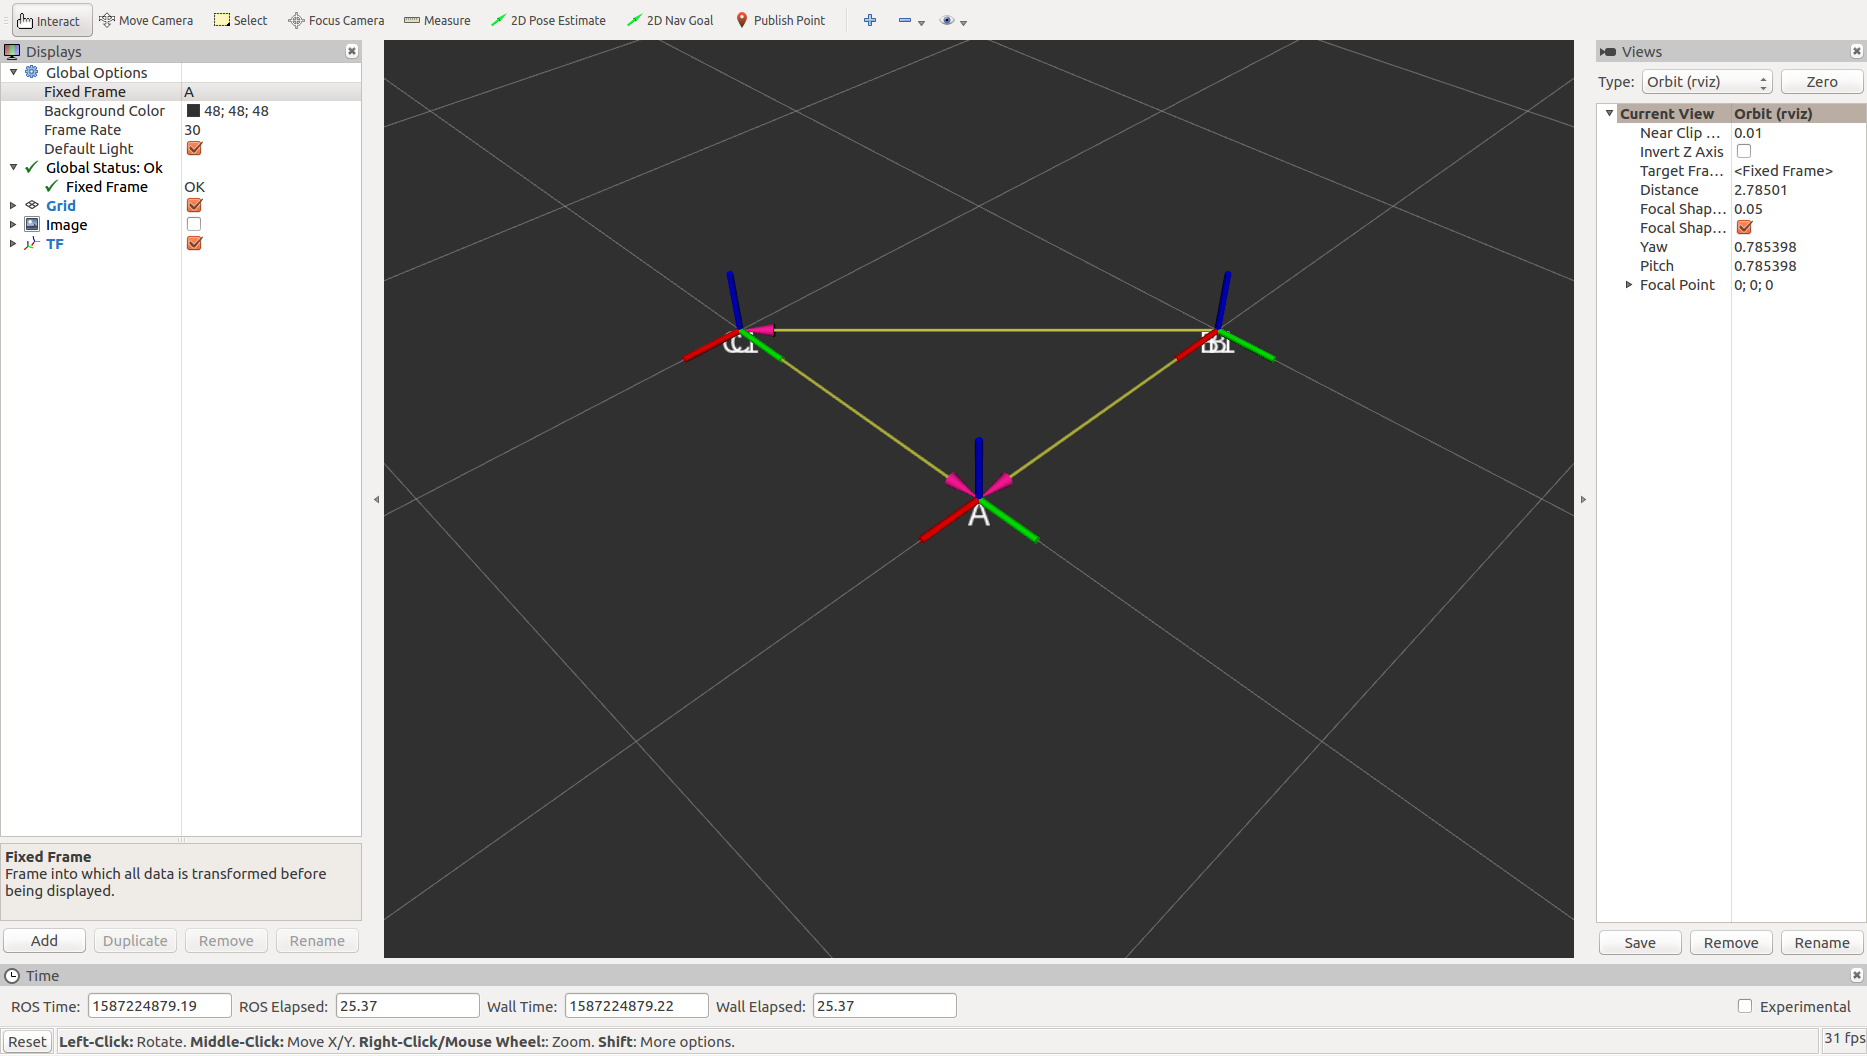 Interact Move Camera Select Focus Camera Measure 2D Pose Estimate 2D Nav Goal Publish Point
Displays
Global Options
Fixed Frame A
Background Color 48; 48; 48
Frame Rate 30
Default Light
Global Status: Ok
Fixed Frame OK
Grid
Image
TF
Fixed Frame
Frame into which all data is transformed before
being displayed.
Add Duplicate Remove Rename
A
Views
Type: Orbit (rviz) Zero
Current View Orbit (rviz)
Near Clip ... 0.01
Invert Z Axis
Target Fra... <Fixed Frame>
Distance 2.78501
Focal Shap... 0.05
Focal Shap...
Yaw 0.785398
Pitch 0.785398
Focal Point 0; 0; 0
Save Remove Rename
Time
ROS Time: 1587224879.19 ROS Elapsed: 25.37 Wall Time: 1587224879.22 Wall Elapsed: 25.37 Experimental
Reset Left-Click: Rotate. Middle-Click: Move X/Y. Right-Click/Mouse Wheel:: Zoom. Shift: More options. 31 fps